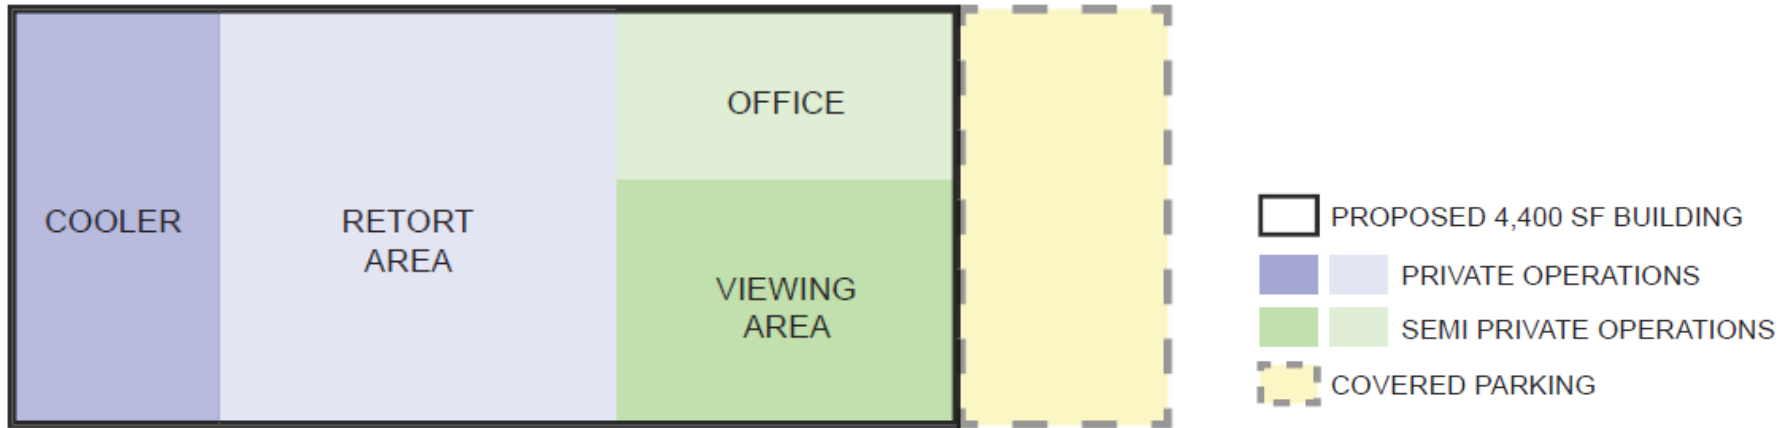 OFFICE
COOLER
RETORT
AREA
VIEWING
AREA
PROPOSED 4,400 SF BUILDING
PRIVATE OPERATIONS
SEMI PRIVATE OPERATIONS
COVERED PARKING